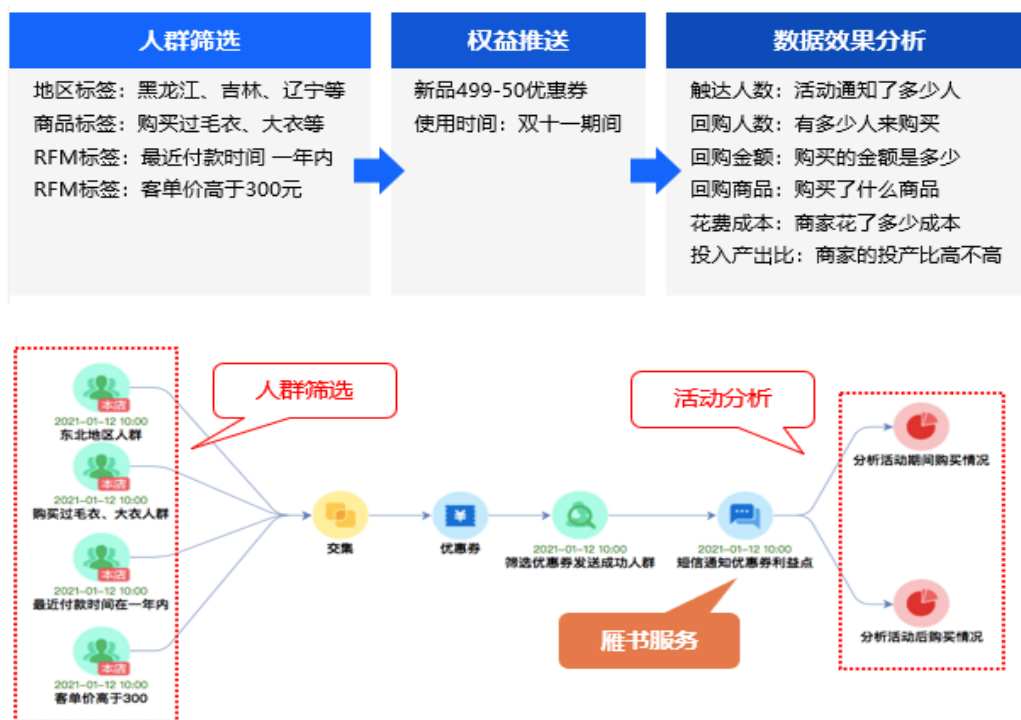 人群筛选
地区标签：黑龙江、吉林、辽宁等
商品标签：购买过毛衣、大衣等
RFM标签：最近付款时间 一年内
RFM标签：客单价高于300元
权益推送
新品499-50优惠券
使用时间：双十一期间
数据效果分析
触达人数：活动通知了多少人
回购人数：有多少人来购买
回购金额：购买的金额是多少
回购商品：购买了什么商品
花费成本：商家花了多少成本
投入产出比：商家的投产比高不高
本店
2021-01-12 10:00
东北地区人群
本店
2021-01-12 10:00
购买过毛衣、大衣人群
本店
2021-01-12 10:00
最近付款时间在一年内
本店
2021-01-12 10:00
客单价高于300
人群筛选
交集
¥
优惠券
2021-01-12 10:00
筛选优惠券发送成功人群
2021-01-12 10:00
短信通知优惠券利益点
雁书服务
活动分析
分析活动期间购买情况
分析活动后购买情况